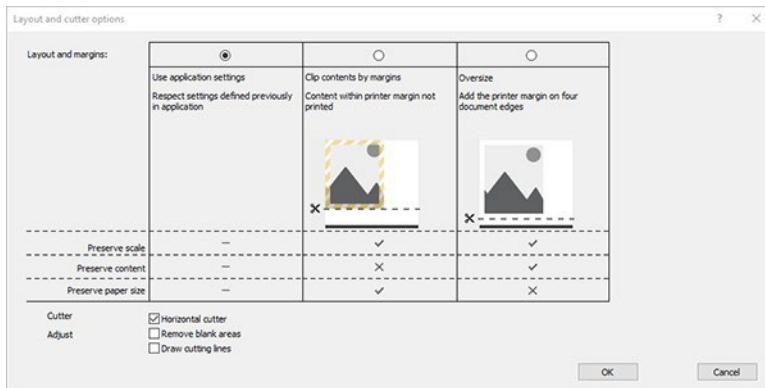 Layout and cutter options
? ×
Layout and margins:
Use application settings
Clip contents by margins
Oversize
Respect settings defined previously
in application
Content within printer margin not
printed
Add the printer margin on four
document edges
Preserve scale — ✓ ✓
Preserve content — × ✓
Preserve paper size — ✓ ×
Cutter
Horizontal cutter
Adjust
Remove blank areas
Draw cutting lines
OK
Cancel